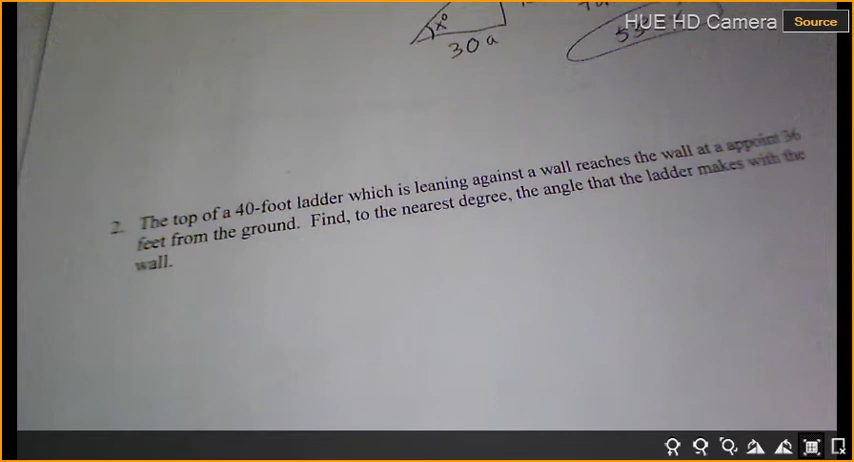 HUE HD Camera
Source
x°
30 a
2. The top of a 40-foot ladder which is leaning against a wall reaches the wall at a appoint 36
feet from the ground. Find, to the nearest degree, the angle that the ladder makes with the
wall.